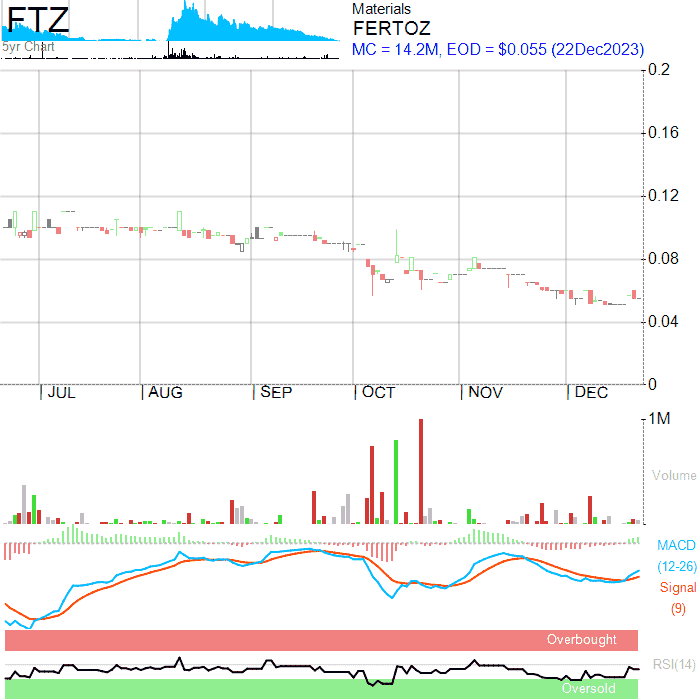 FTZ
5yr Chart
Materials
FERTOZ
MC = 14.2M, EOD = $0.055 (22Dec2023)
0.2
0.16
0.12
0.08
0.04
0
JUL AUG SEP OCT NOV DEC
1M
Volume
MACD
(12-26)
Signal
(9)
Overbought
RSI(14)
Oversold